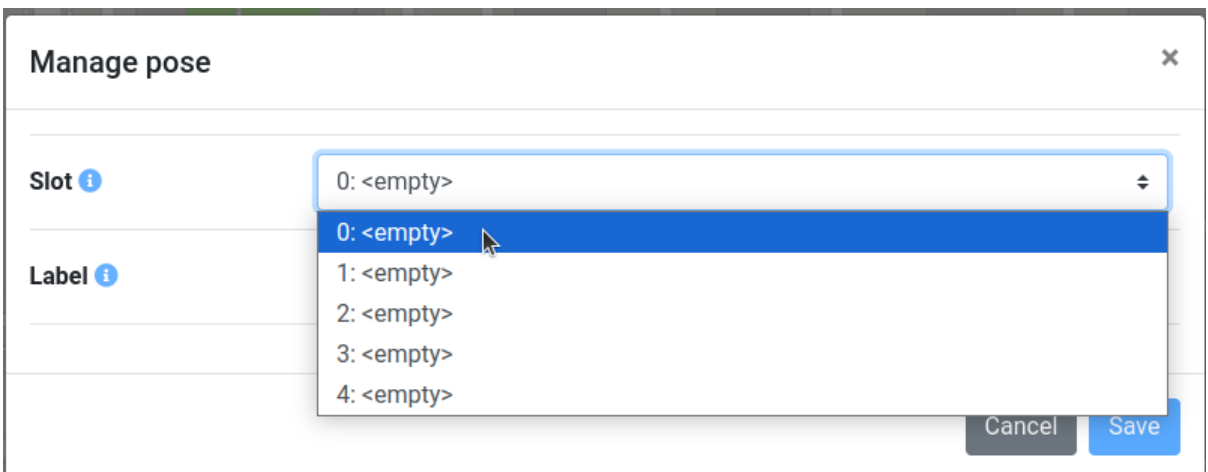 Manage pose ×
Slot 0: <empty>
0: <empty>
1: <empty>
Label
2: <empty>
3: <empty>
4: <empty>
Cancel Save